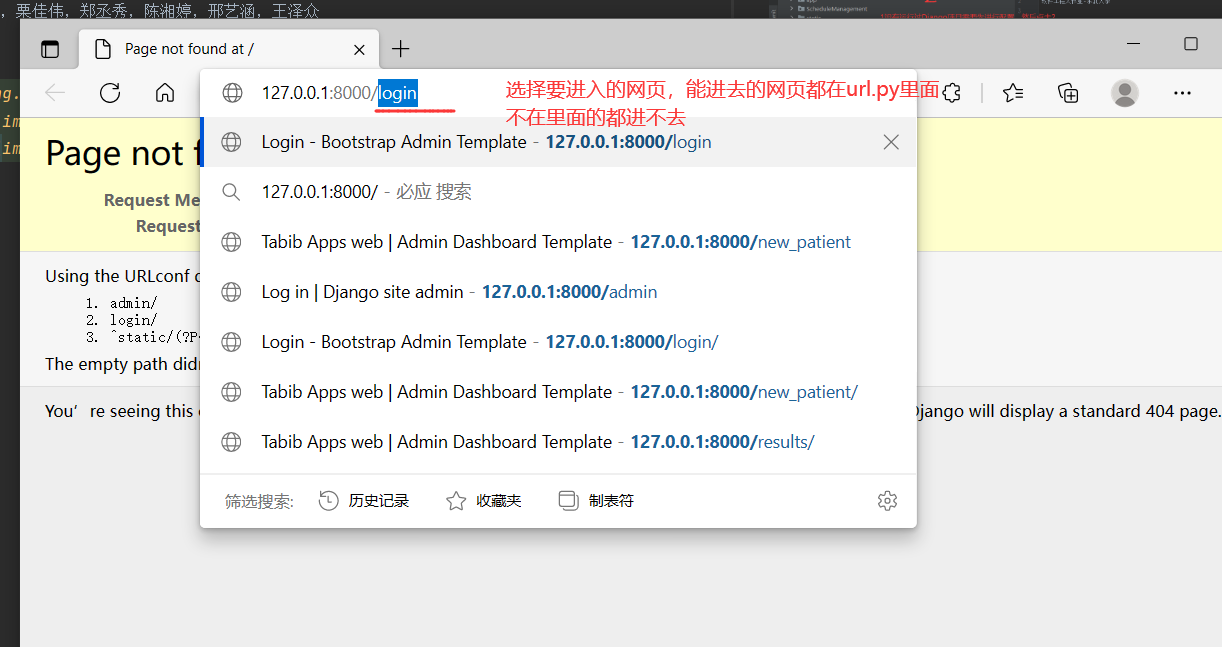 ，栗佳伟，郑丞秀，陈湘婷，邢艺涵，王泽众
ScheduleManagement
Page not found at /
127.0.0.1:8000/login
选择要进入的网页，能进去的网页都在url.py里面
不在里面的都进不去
Login - Bootstrap Admin Template - 127.0.0.1:8000/login
127.0.0.1:8000/ - 必应 搜索
Tabib Apps web | Admin Dashboard Template - 127.0.0.1:8000/new_patient
Log in | Django site admin - 127.0.0.1:8000/admin
Login - Bootstrap Admin Template - 127.0.0.1:8000/login/
Tabib Apps web | Admin Dashboard Template - 127.0.0.1:8000/new_patient/
Tabib Apps web | Admin Dashboard Template - 127.0.0.1:8000/results/
筛选搜索: 历史记录 收藏夹 制表符
ng.
im
im
Page not f
Request Me
Request
Using the URLconf d
1. admin/
2. login/
3. ^static/(?P
The empty path didn
You're seeing this
Django will display a standard 404 page.